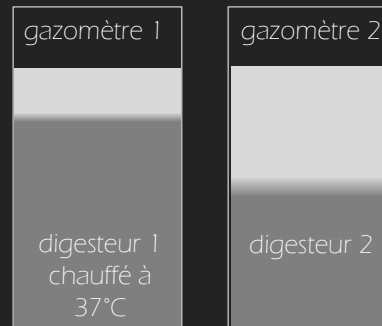 gazomètre 1
gazomètre 2
digesteur 1
chauffé à
37°C
digesteur 2